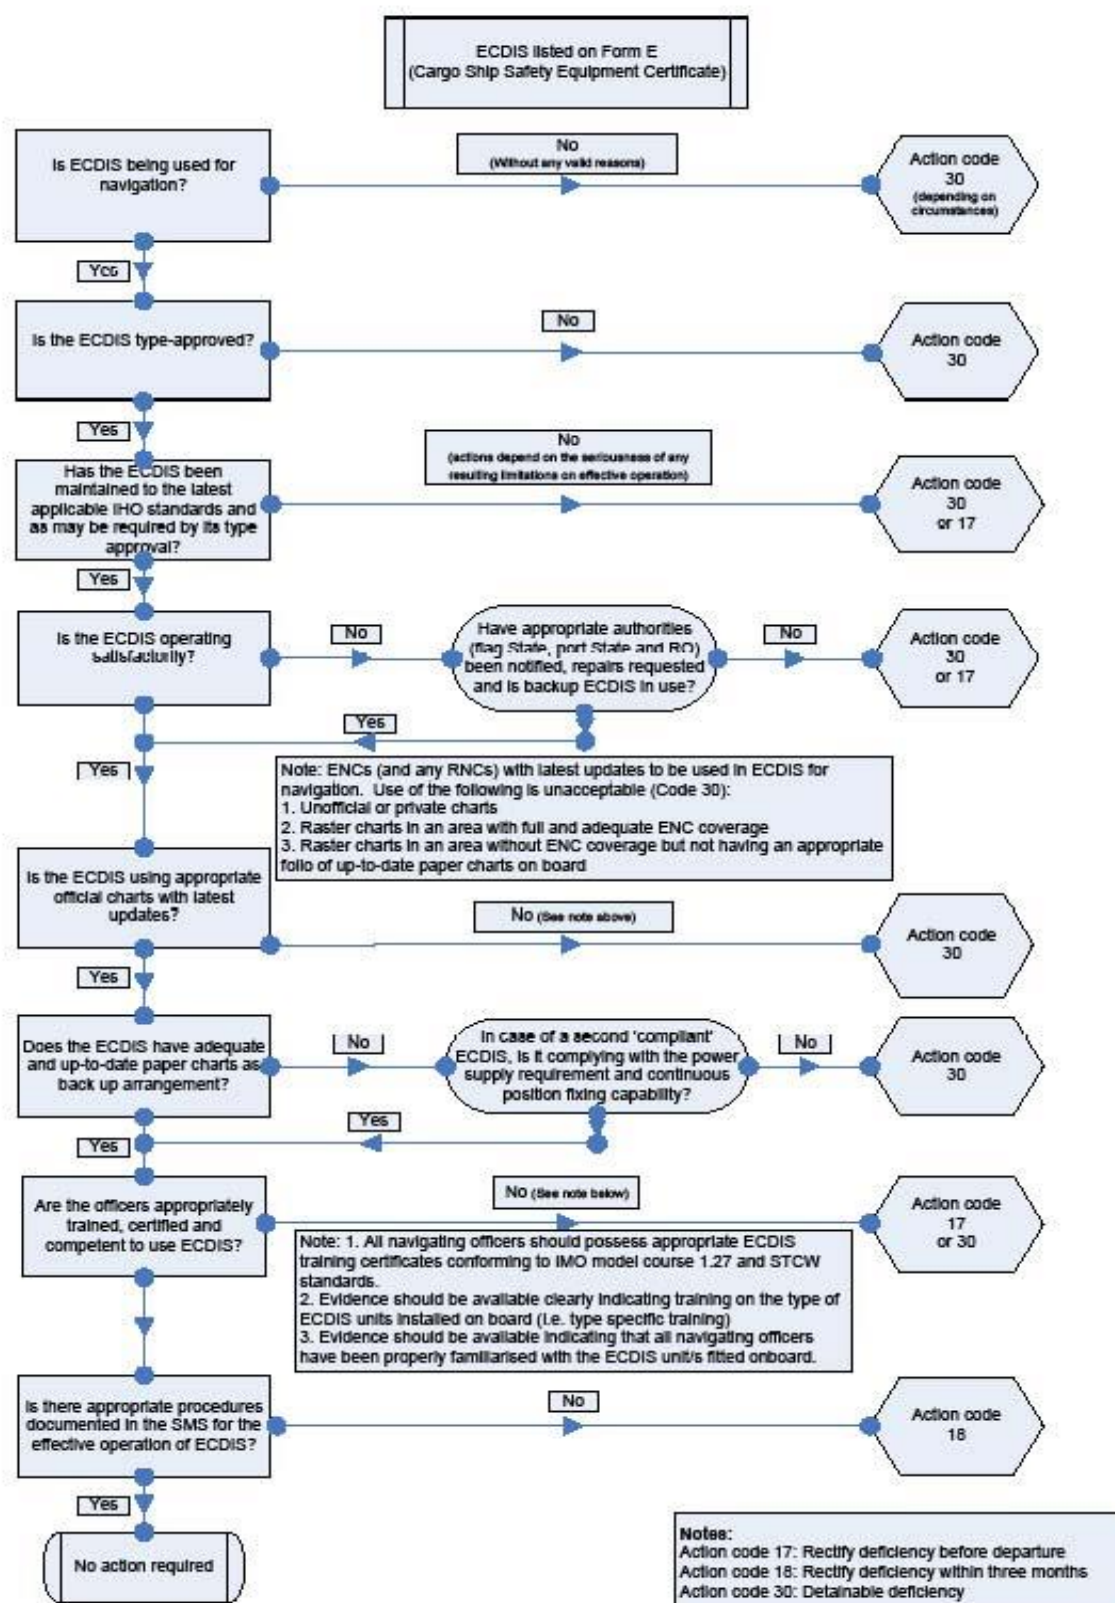 ECDIS listed on Form E
(Cargo Ship Safety Equipment Certificate)
Is ECDIS being used for
navigation?
No
(Without any valid reasons)
Action code
30
(depending on
circumstances)
Yes
Is the ECDIS type-approved?
No
Action code
30
Yes
Has the ECDIS been
maintained to the latest
applicable IHO standards and
as may be required by its type
approval?
No
(actions depend on the seriousness of any
resulting limitations on effective operation)
Action code
30
or 17
Yes
Is the ECDIS operating
satisfactorily?
No
Have appropriate authorities
(flag State, port State and RO)
been notified, repairs requested
and is backup ECDIS in use?
No
Action code
30
or 17
Yes
Yes
Note: ENCs (and any RNCs) with latest updates to be used in ECDIS for
navigation. Use of the following is unacceptable (Code 30):
1. Unofficial or private charts
2. Raster charts in an area with full and adequate ENC coverage
3. Raster charts in an area without ENC coverage but not having an appropriate
folio of up-to-date paper charts on board
Is the ECDIS using appropriate
official charts with latest
updates?
No (See note above)
Action code
30
Yes
Does the ECDIS have adequate
and up-to-date paper charts as
back up arrangement?
No
In case of a second 'compliant'
ECDIS, is it complying with the power
supply requirement and continuous
position fixing capability?
No
Action code
30
Yes
Yes
Are the officers appropriately
trained, certified and
competent to use ECDIS?
No (See note below)
Action code
17
or 30
Note: 1. All navigating officers should possess appropriate ECDIS
training certificates conforming to IMO model course 1.27 and STCW
standards.
2. Evidence should be available clearly indicating training on the type of
ECDIS units installed on board (i.e. type specific training)
3. Evidence should be available indicating that all navigating officers
have been properly familiarised with the ECDIS unit/s fitted onboard.
Is there appropriate procedures
documented in the SMS for the
effective operation of ECDIS?
No
Action code
18
Yes
No action required
Notes:
Action code 17: Rectify deficiency before departure
Action code 18: Rectify deficiency within three months
Action code 30: Detainable deficiency